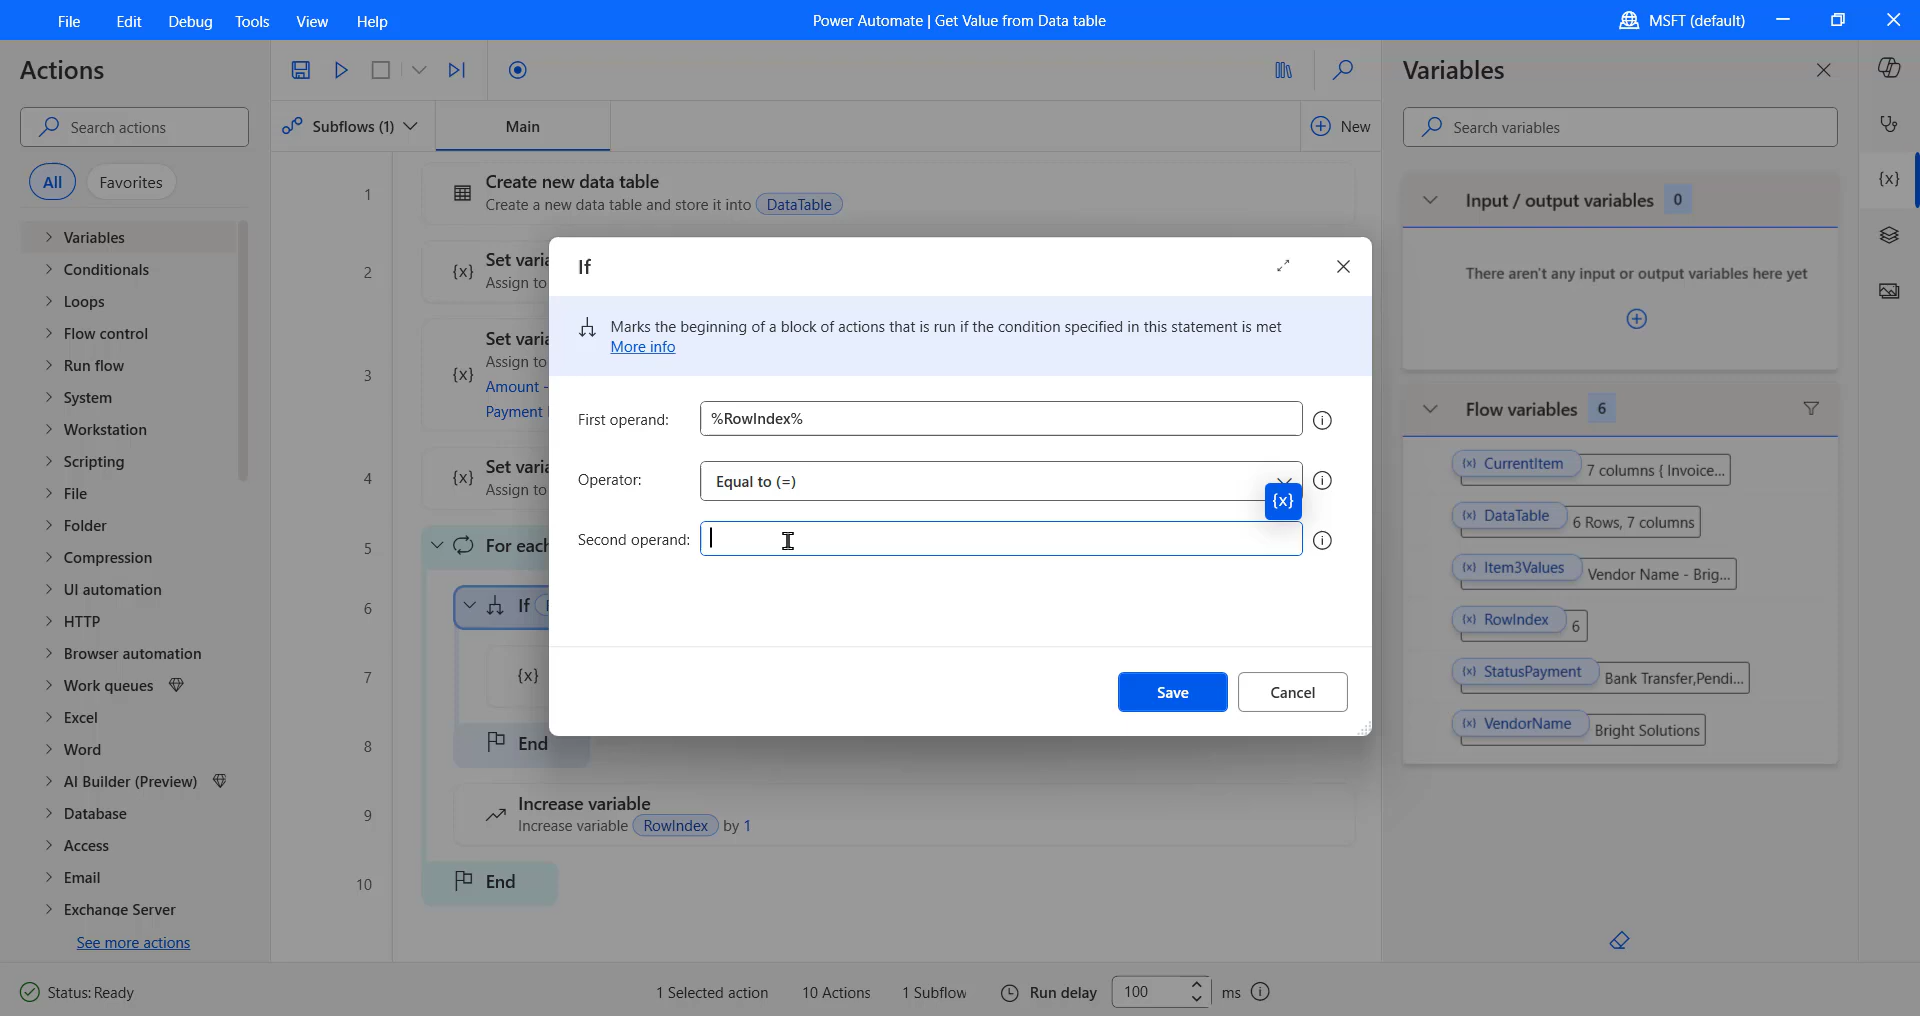 File Edit Debug Tools View Help
Power Automate | Get Value from Data table
MSFT (default)
Actions
Search actions
All Favorites
Variables
Conditionals
Loops
Flow control
Run flow
System
Workstation
Scripting
File
Folder
Compression
UI automation
HTTP
Browser automation
Work queues
Excel
Word
AI Builder (Preview)
Database
Access
Email
Exchange Server
See more actions
Subflows (1) Main New
1 Create new data table
Create a new data table and store it into DataTable
2 {x} Set varia
Assign to
3 {x} Set varia
Assign to
Amount -
Payment
4 {x} Set varia
Assign to
5 For each
6 If
7 {x}
8 End
9 Increase variable
Increase variable RowIndex by 1
10 End
If
Marks the beginning of a block of actions that is run if the condition specified in this statement is met
More info
First operand: %RowIndex%
Operator: Equal to (=)
{x}
Second operand:
Save Cancel
Variables
Search variables
Input / output variables 0
There aren't any input or output variables here yet
Flow variables 6
(x) CurrentItem 7 columns { Invoice...
(x) DataTable 6 Rows, 7 columns
(x) Item3Values Vendor Name - Brig...
(x) RowIndex 6
(x) StatusPayment Bank Transfer,Pendi...
(x) VendorName Bright Solutions
{x}
Status: Ready 1 Selected action 10 Actions 1 Subflow Run delay 100 ms